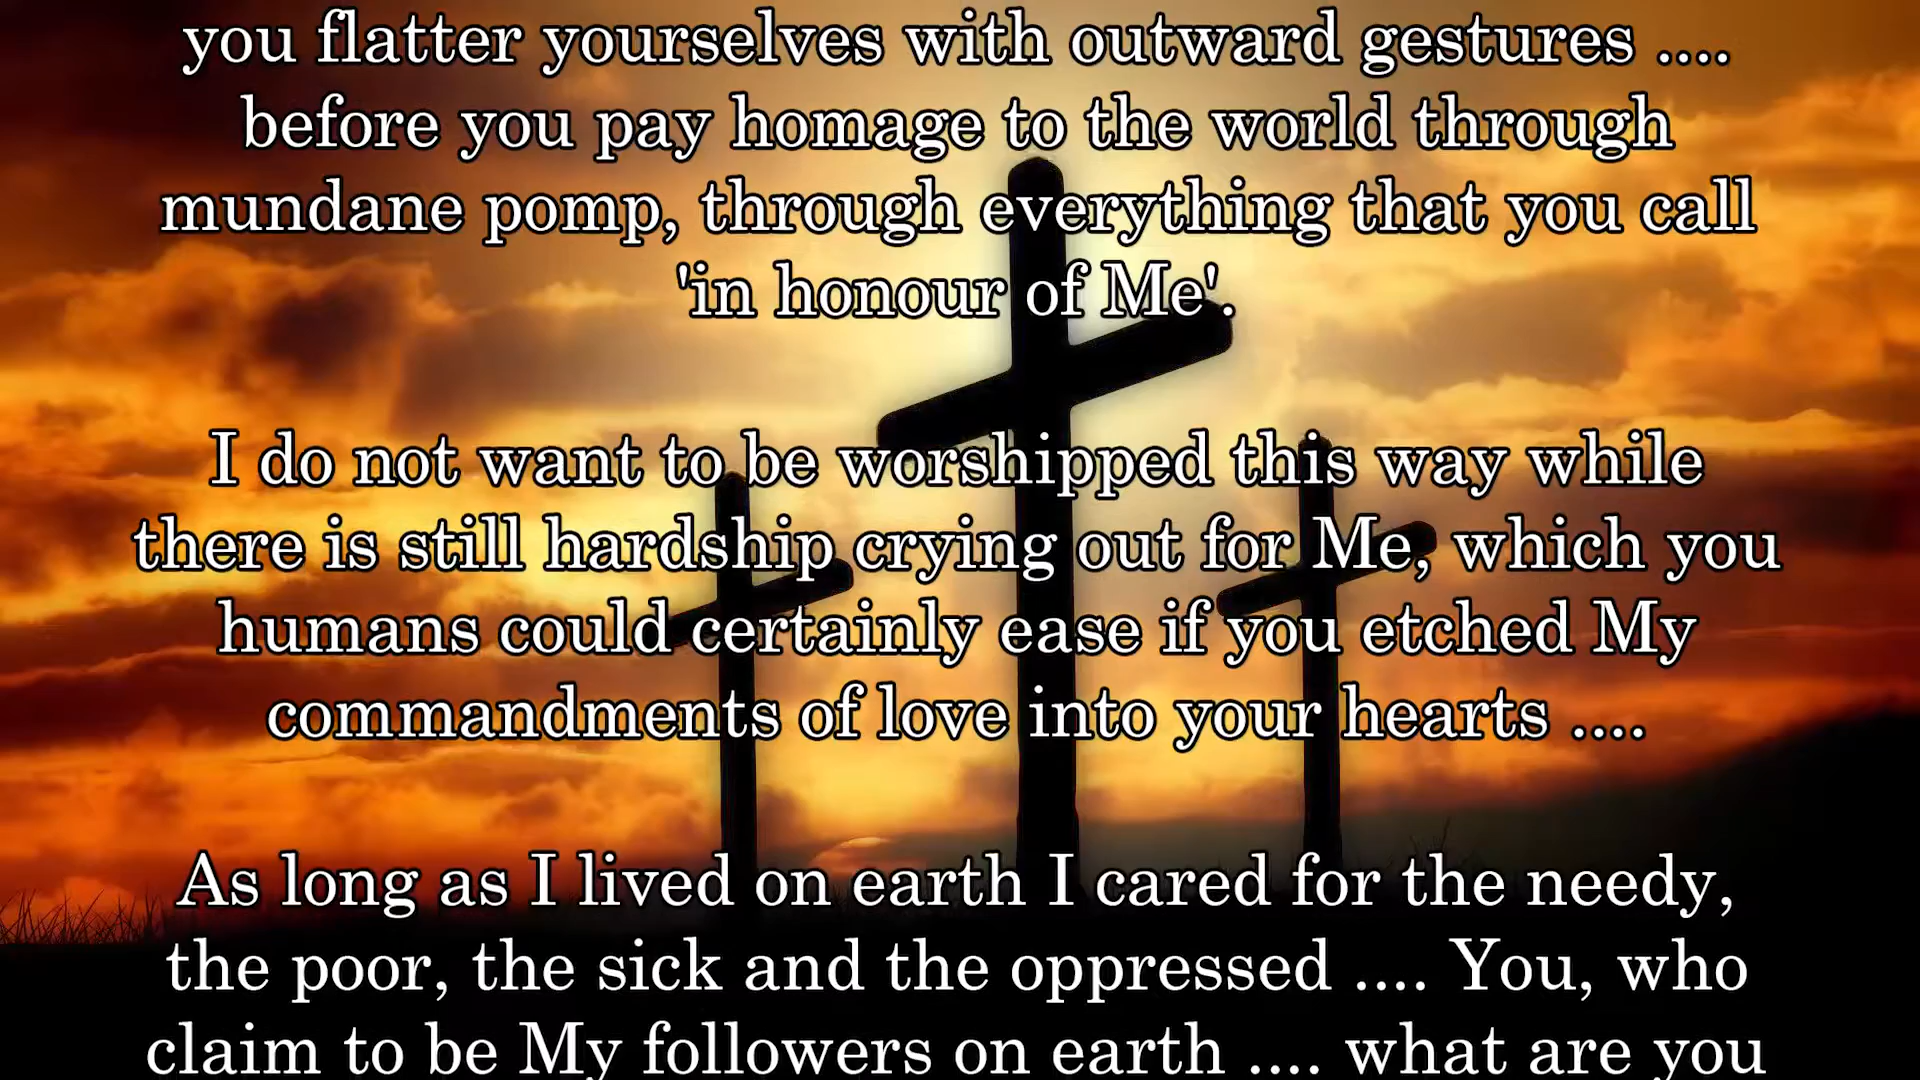 you flatter yourselves with outward gestures ....
before you pay homage to the world through
mundane pomp, through everything that you call
'in honour of Me'.
I do not want to be worshipped this way while
there is still hardship crying out for Me, which you
humans could certainly ease if you etched My
commandments of love into your hearts ....
As long as I lived on earth I cared for the needy,
the poor, the sick and the oppressed .... You, who
claim to be My followers on earth .... what are you